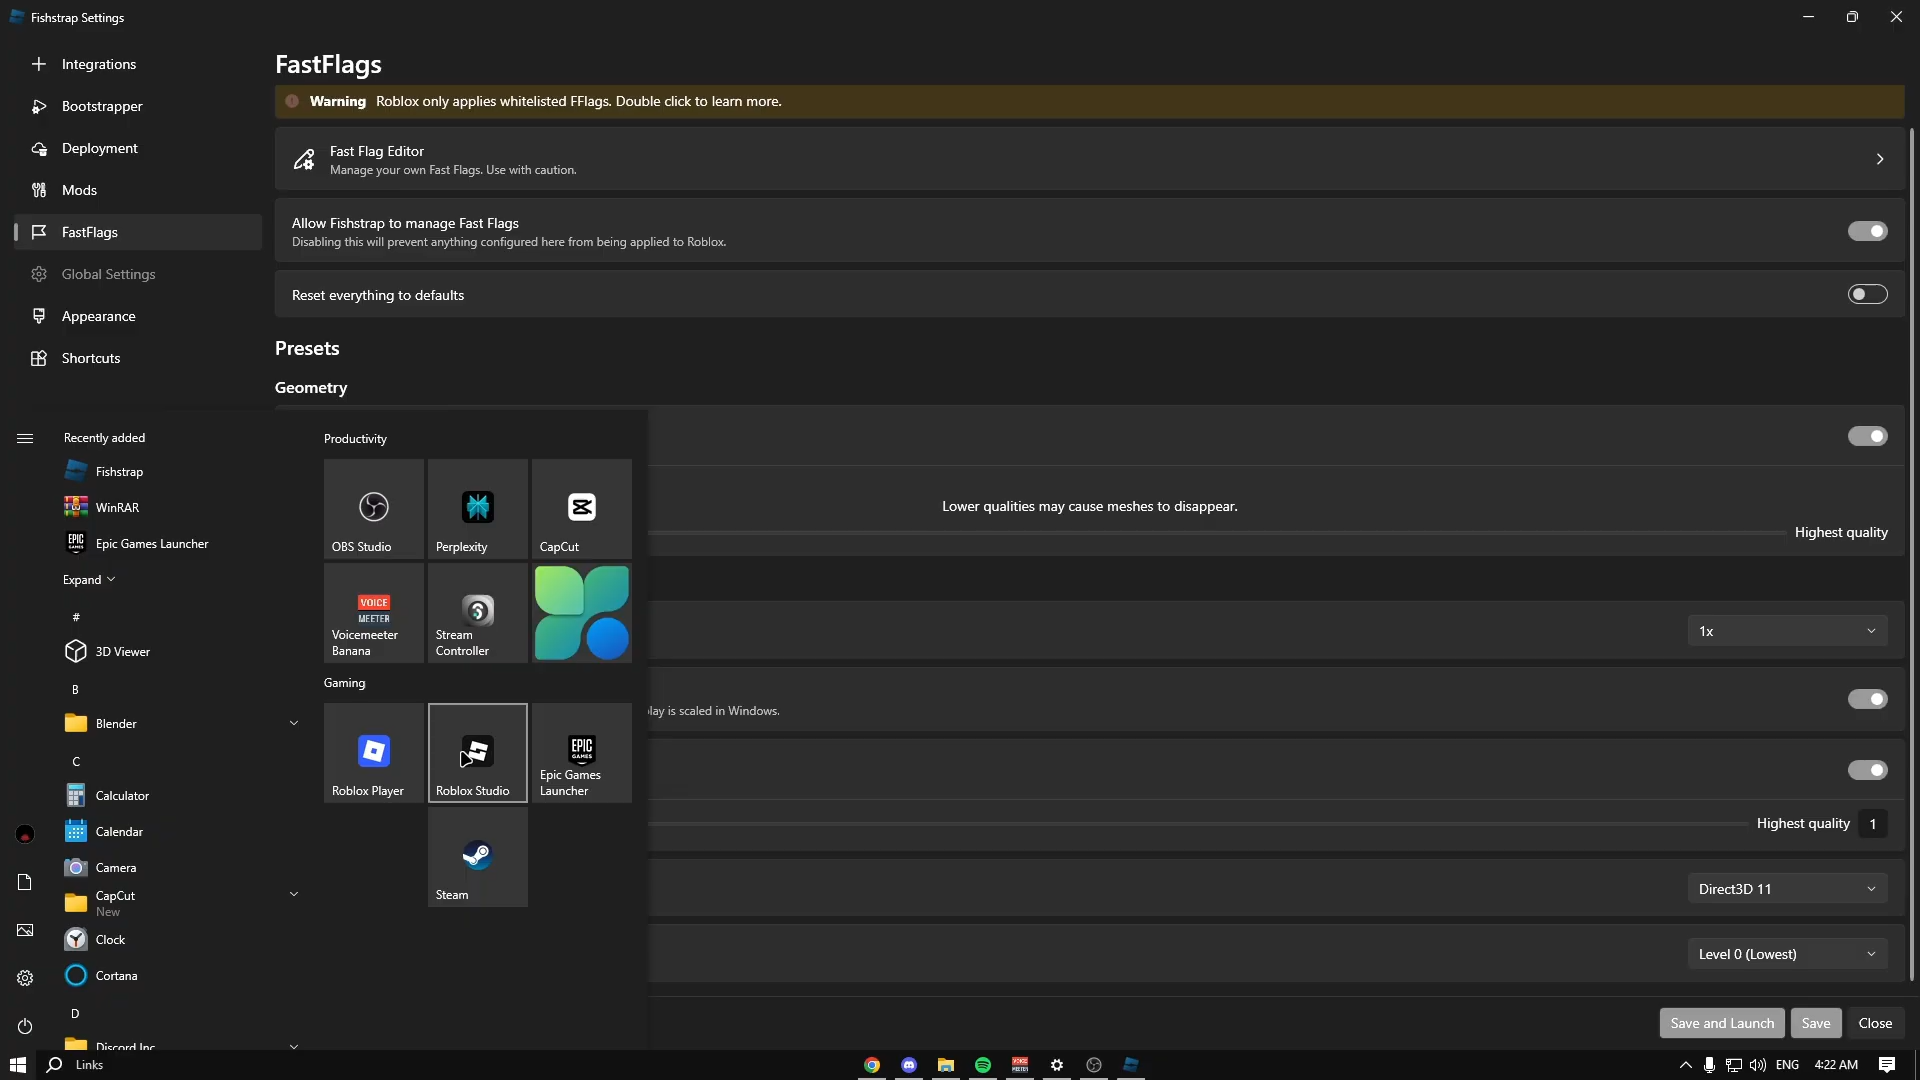 Fishstrap Settings
Integrations
Bootstrapper
Deployment
Mods
FastFlags
Global Settings
Appearance
Shortcuts
FastFlags
Warning Roblox only applies whitelisted FFlags. Double click to learn more.
Fast Flag Editor
Manage your own Fast Flags. Use with caution.
Allow Fishstrap to manage Fast Flags
Disabling this will prevent anything configured here from being applied to Roblox.
Reset everything to defaults
Presets
Geometry
Lower qualities may cause meshes to disappear.
Highest quality
1x
lay is scaled in Windows.
Highest quality 1
Direct3D 11
Level 0 (Lowest)
Save and Launch
Save
Close
Recently added
Fishstrap
WinRAR
EPIC GAMES
Epic Games Launcher
Expand
#
3D Viewer
B
Blender
C
Calculator
Calendar
Camera
CapCut
New
Clock
Cortana
D
Discord Inc
Productivity
OBS Studio
Perplexity
CapCut
VOICE
MEETER
Voicemeeter
Banana
Stream
Controller
Gaming
Roblox Player
Roblox Studio
EPIC
GAMES
Epic Games
Launcher
Steam
Links
VOICE
MEETER
ENG
4:22 AM